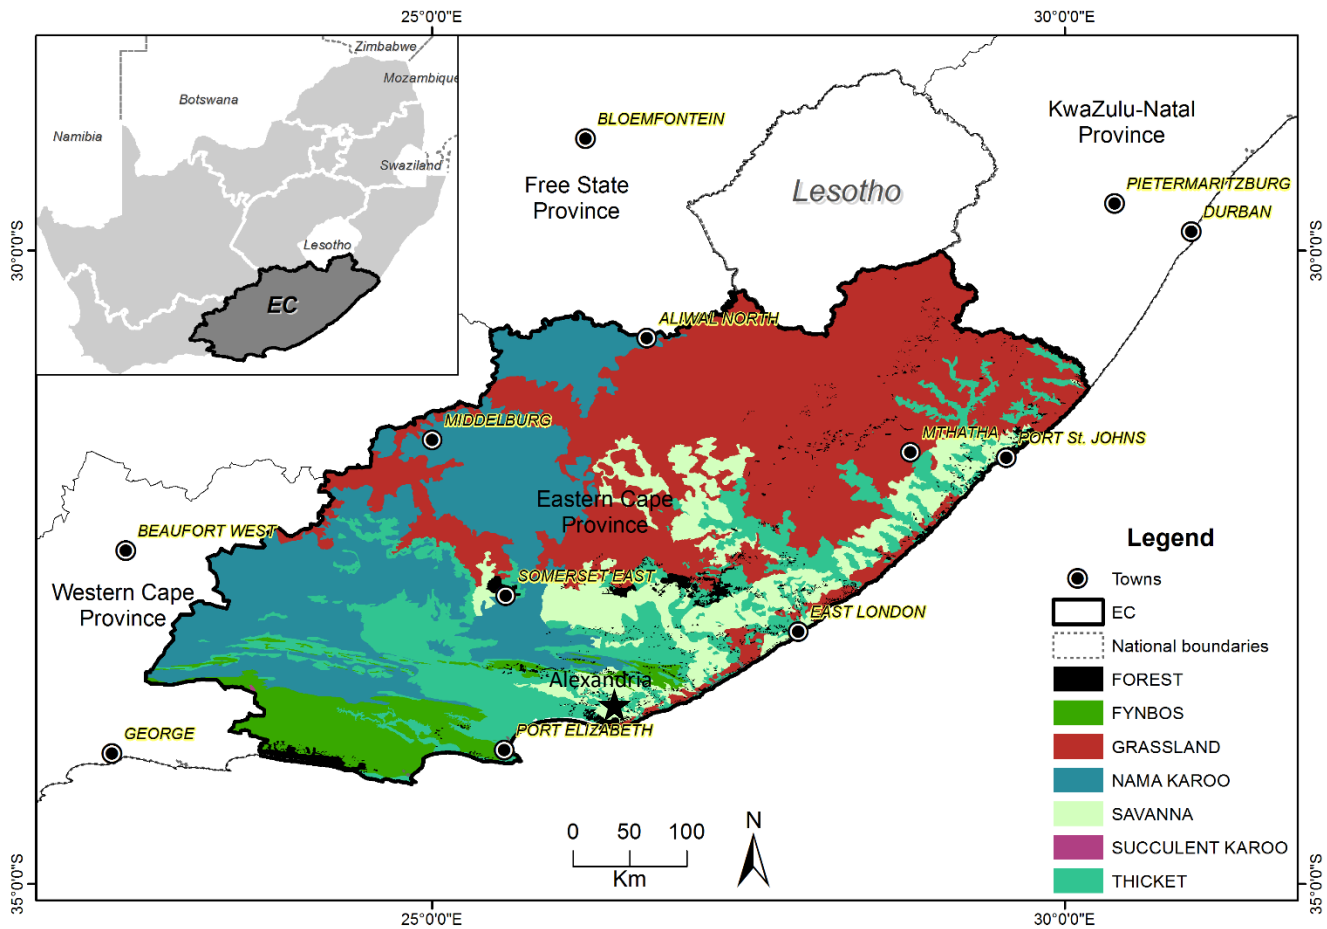 25°0'0"E
30°0'0"E
Zimbabwe
Mozambique
Botswana
Namibia
Swaziland
Lesotho
EC
30°0'0"S
30°0'0"S
BLOEMFONTEIN
Free State
Province
Lesotho
KwaZulu-Natal
Province
PIETERMARITZBURG
DURBAN
ALIWAL NORTH
MIDDELBURG
MTHATHA
PORT St. JOHNS
Eastern Cape
Province
BEAUFORT WEST
Western Cape
Province
SOMERSET EAST
EAST LONDON
Alexandria
GEORGE
PORT ELIZABETH
Legend
Towns
EC
National boundaries
FOREST
FYNBOS
GRASSLAND
NAMA KAROO
SAVANNA
SUCCULENT KAROO
THICKET
0 50 100
Km
N
35°0'0"S
35°0'0"S
25°0'0"E
30°0'0"E